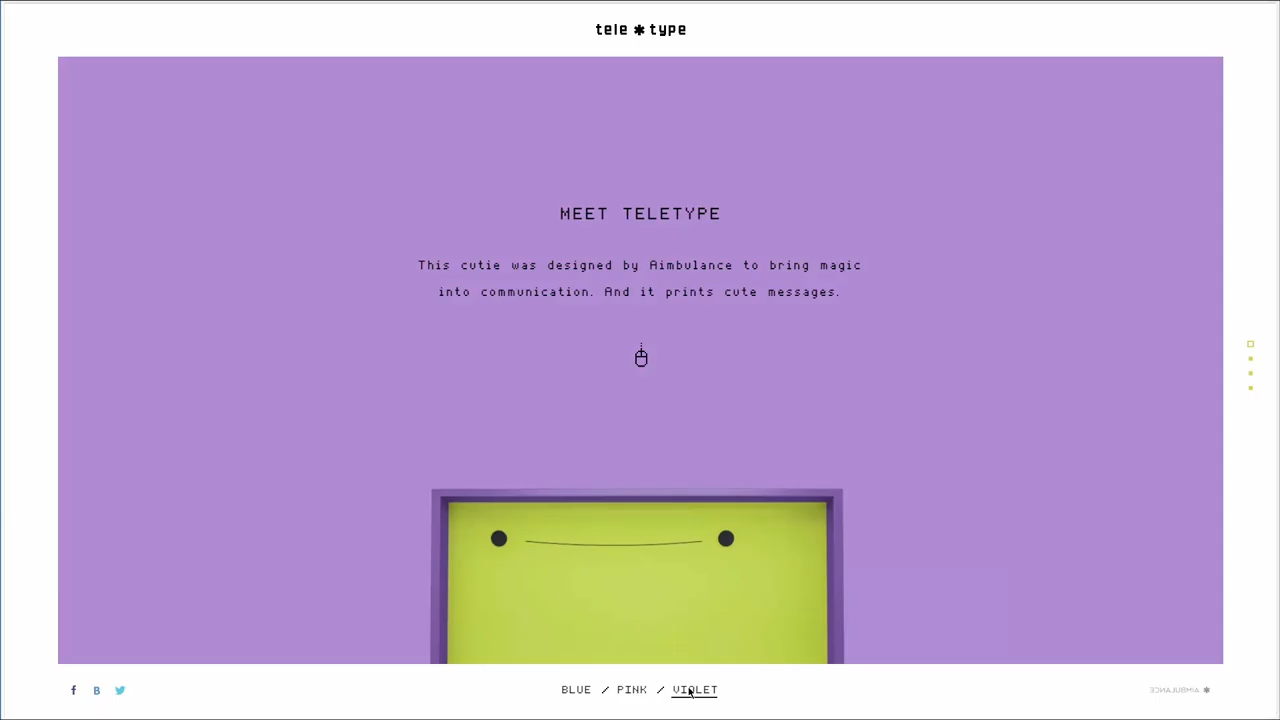 tele✱type
MEET TELETYPE
This cutie was designed by Aimbulance to bring magic
into communication. And it prints cute messages.
f B
BLUE / PINK / VIOLET
AIMBULANCE ✱